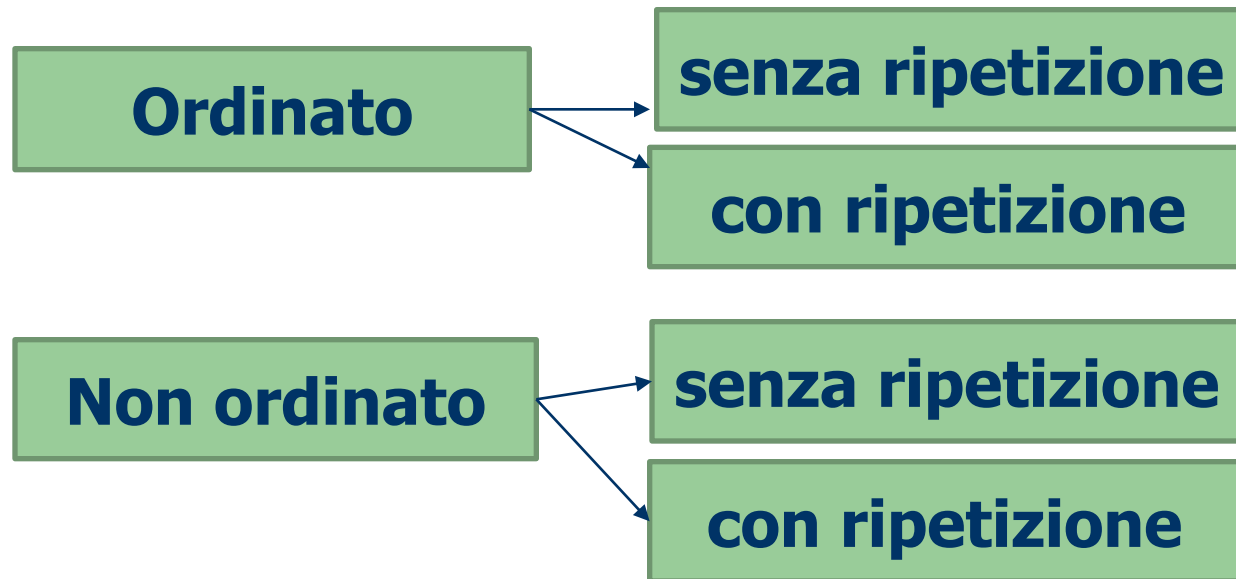 Ordinato
senza ripetizione
con ripetizione
Non ordinato
senza ripetizione
con ripetizione